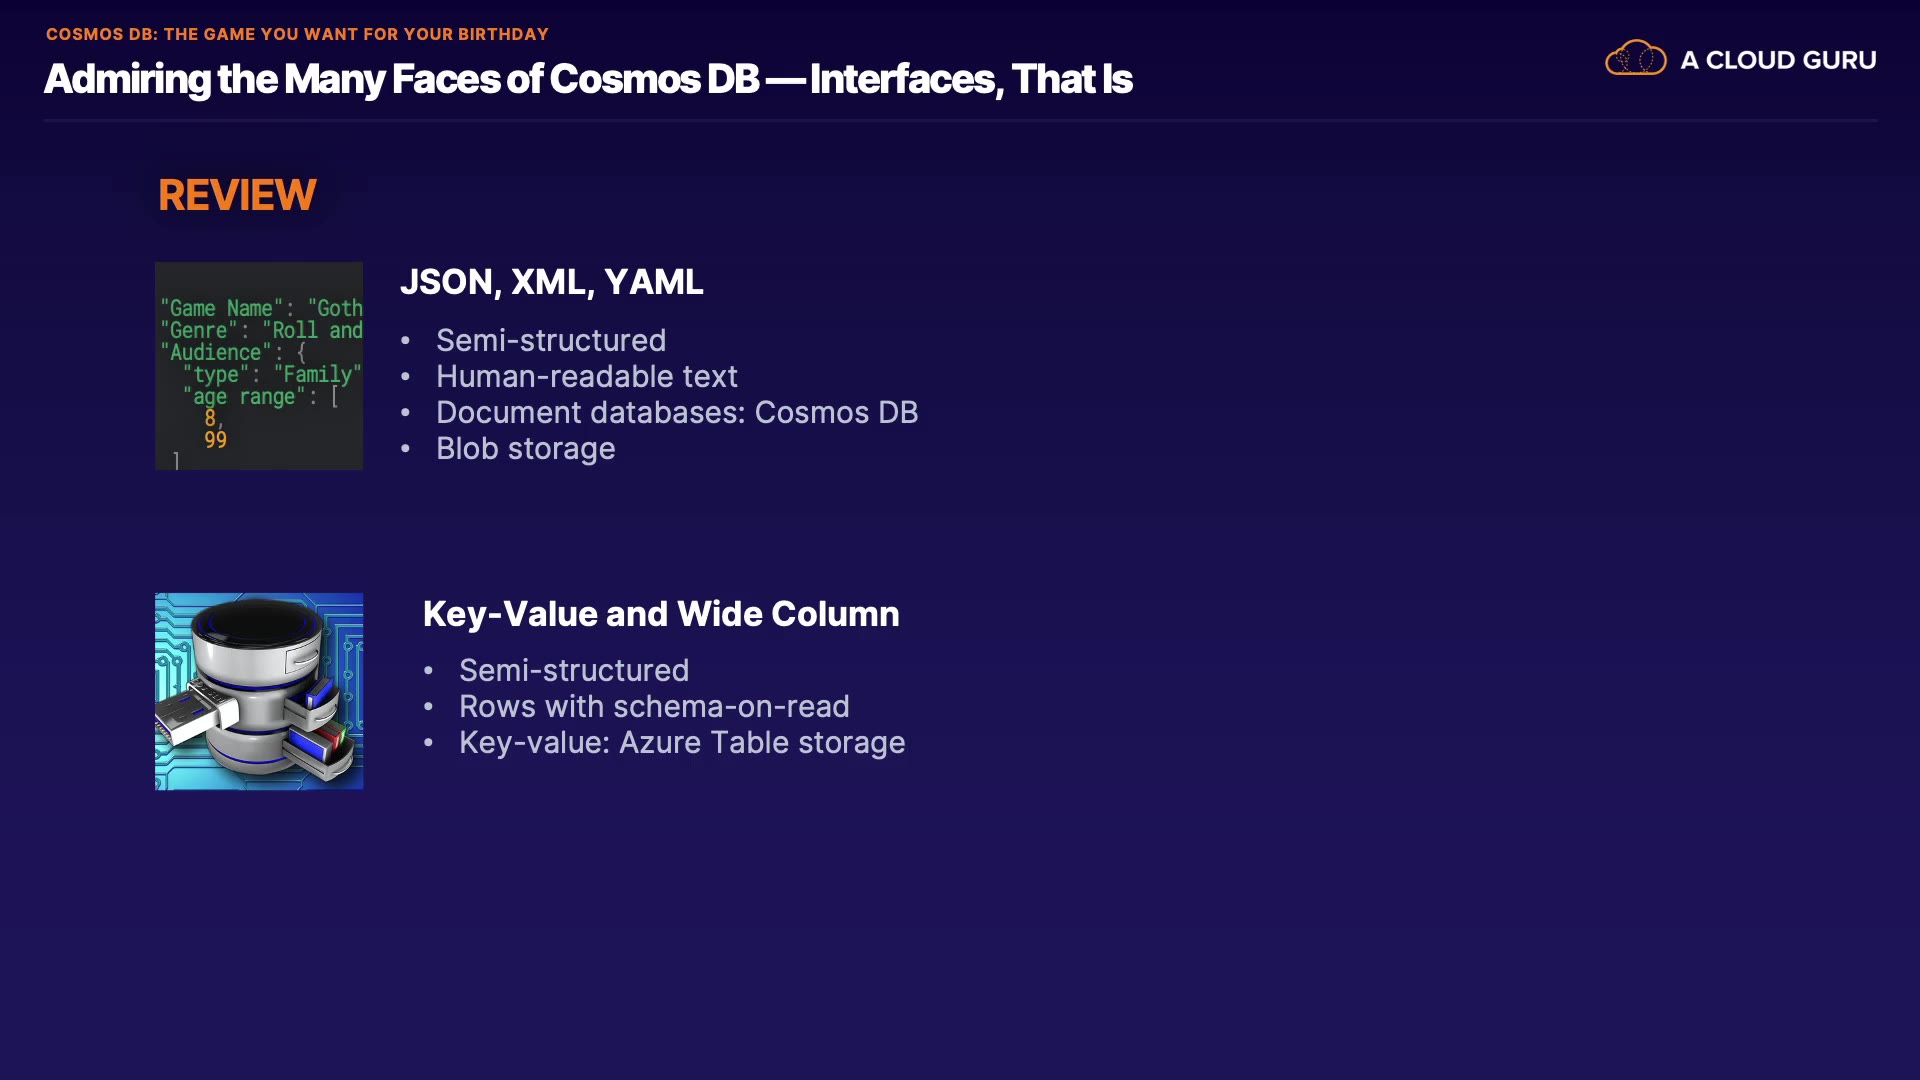 COSMOS DB: THE GAME YOU WANT FOR YOUR BIRTHDAY
Admiring the Many Faces of Cosmos DB — Interfaces, That Is
A CLOUD GURU
REVIEW
"Game Name": "Goth
"Genre": "Roll and
"Audience": {
"type": "Family"
"age range": [
8,
99
]
JSON, XML, YAML
• Semi-structured
• Human-readable text
• Document databases: Cosmos DB
• Blob storage
Key-Value and Wide Column
• Semi-structured
• Rows with schema-on-read
• Key-value: Azure Table storage